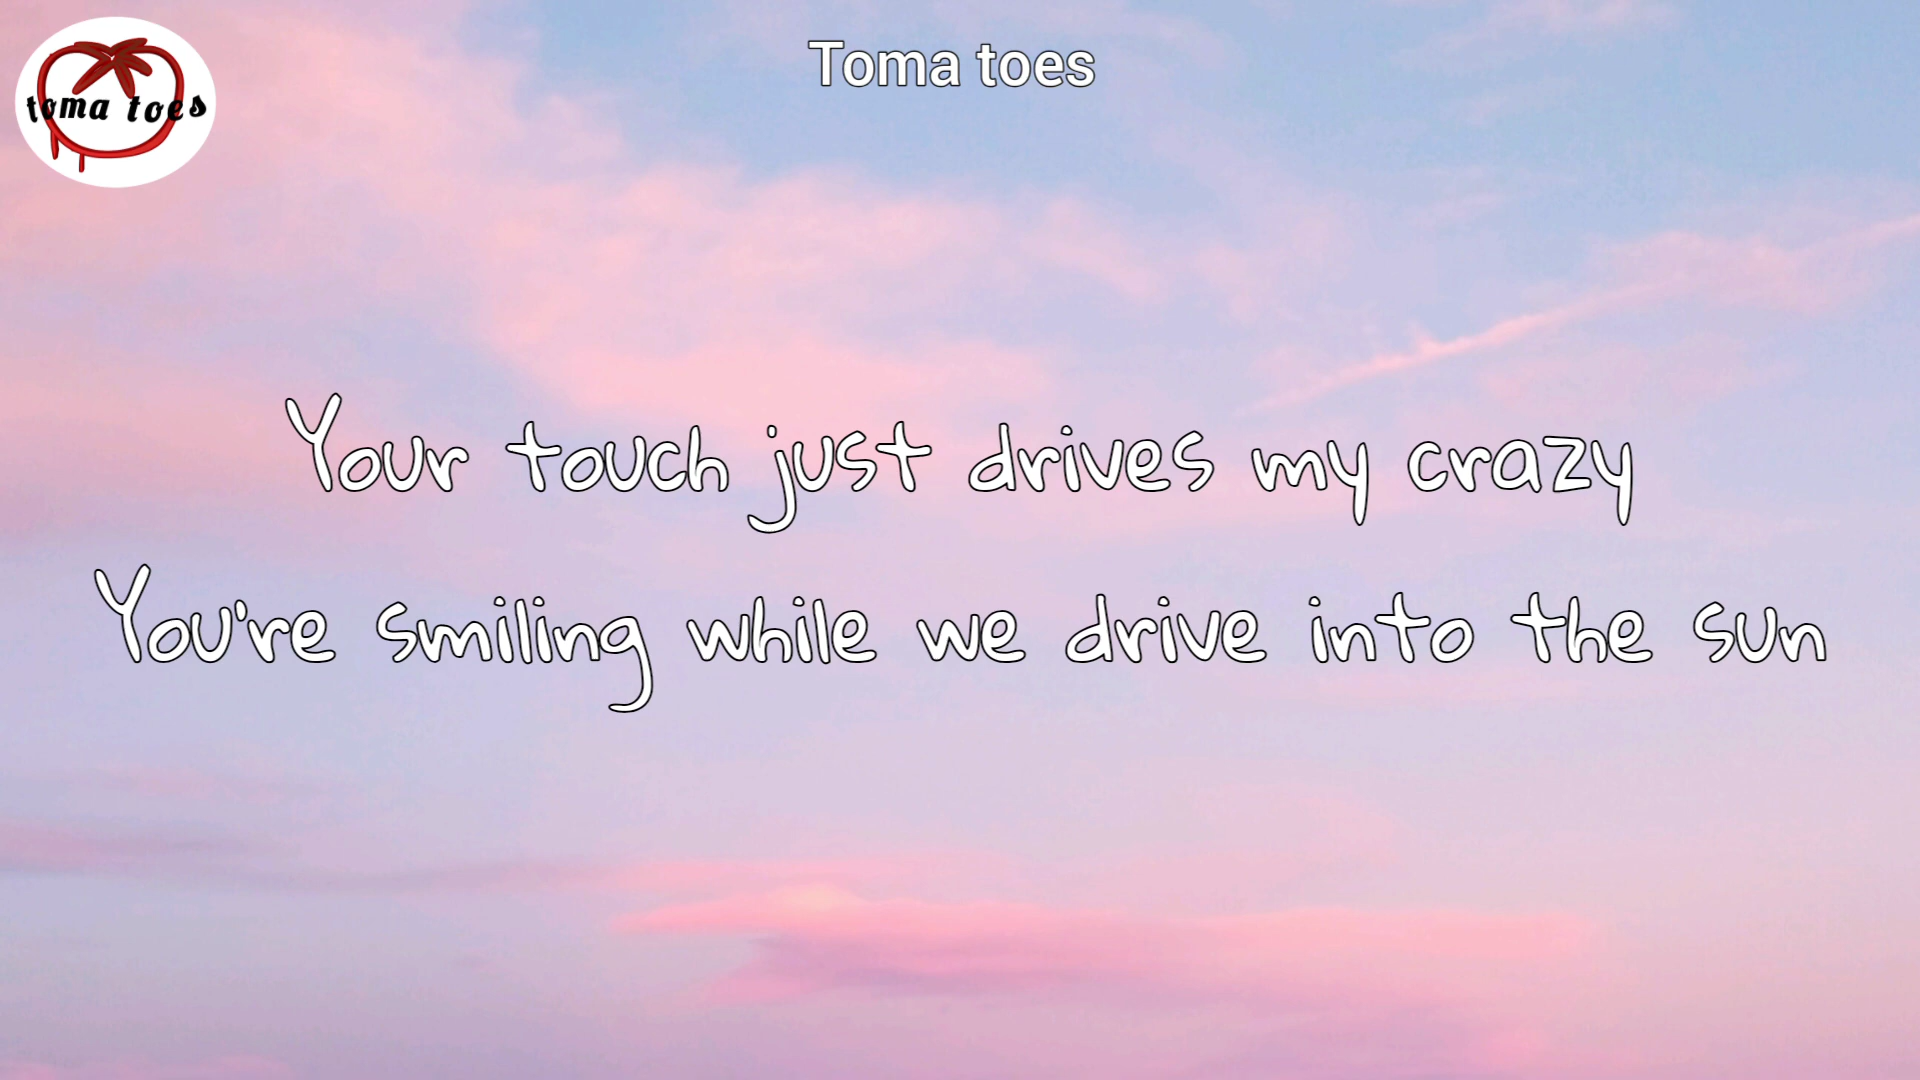 toma toes
Toma toes
Your touch just drives my crazy
You're smiling while we drive into the sun